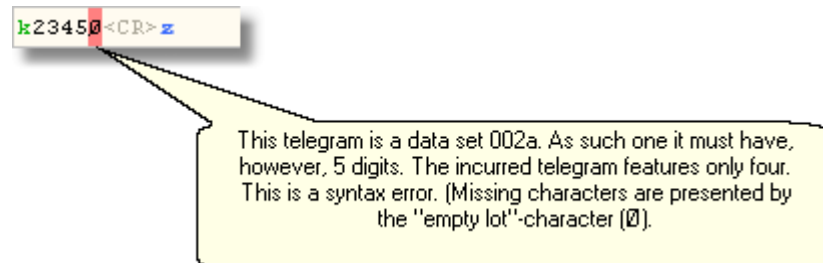 k2345Ø<CR>z
This telegram is a data set 002a. As such one it must have,
however, 5 digits. The incurred telegram features only four.
This is a syntax error. (Missing characters are presented by
the "empty lot"-character (Ø).